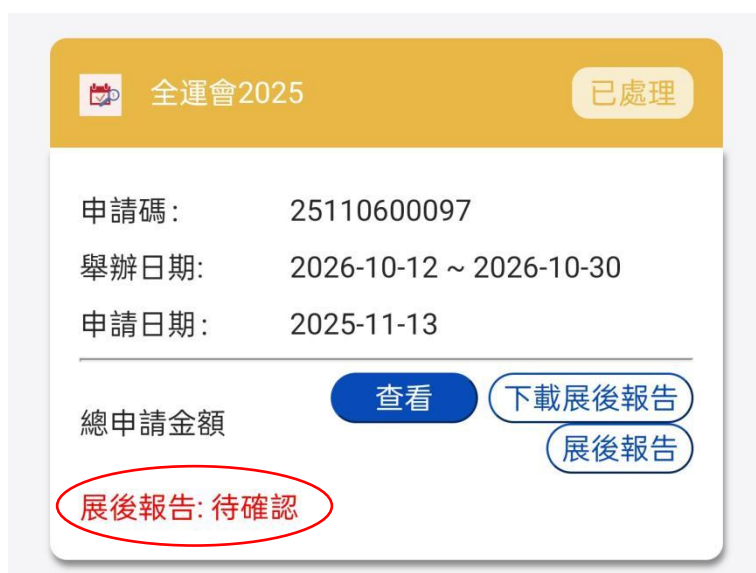 全運會2025 已處理
申請碼: 25110600097
舉辦日期: 2026-10-12 ~ 2026-10-30
申請日期: 2025-11-13
總申請金額 查看 下載展後報告
展後報告
展後報告: 待確認